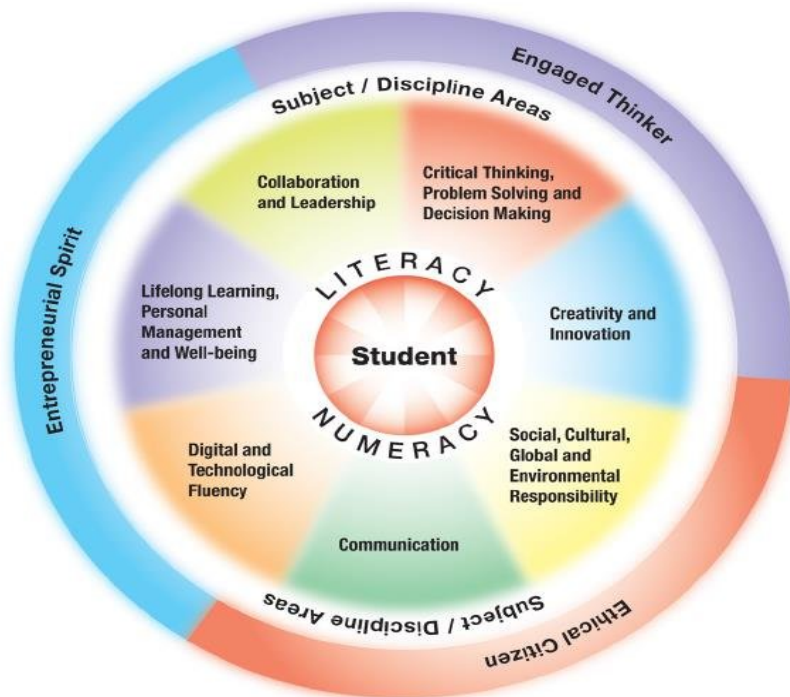 Engaged Thinker
Subject / Discipline Areas
Collaboration
and Leadership
Critical Thinking,
Problem Solving and
Decision Making
Entrepreneurial Spirit
Lifelong Learning,
Personal
Management
and Well-being
LITERACY
Student
NUMERACY
Creativity and
Innovation
Digital and
Technological
Fluency
Social, Cultural,
Global and
Environmental
Responsibility
Communication
Subject / Discipline Areas
Ethical Citizen